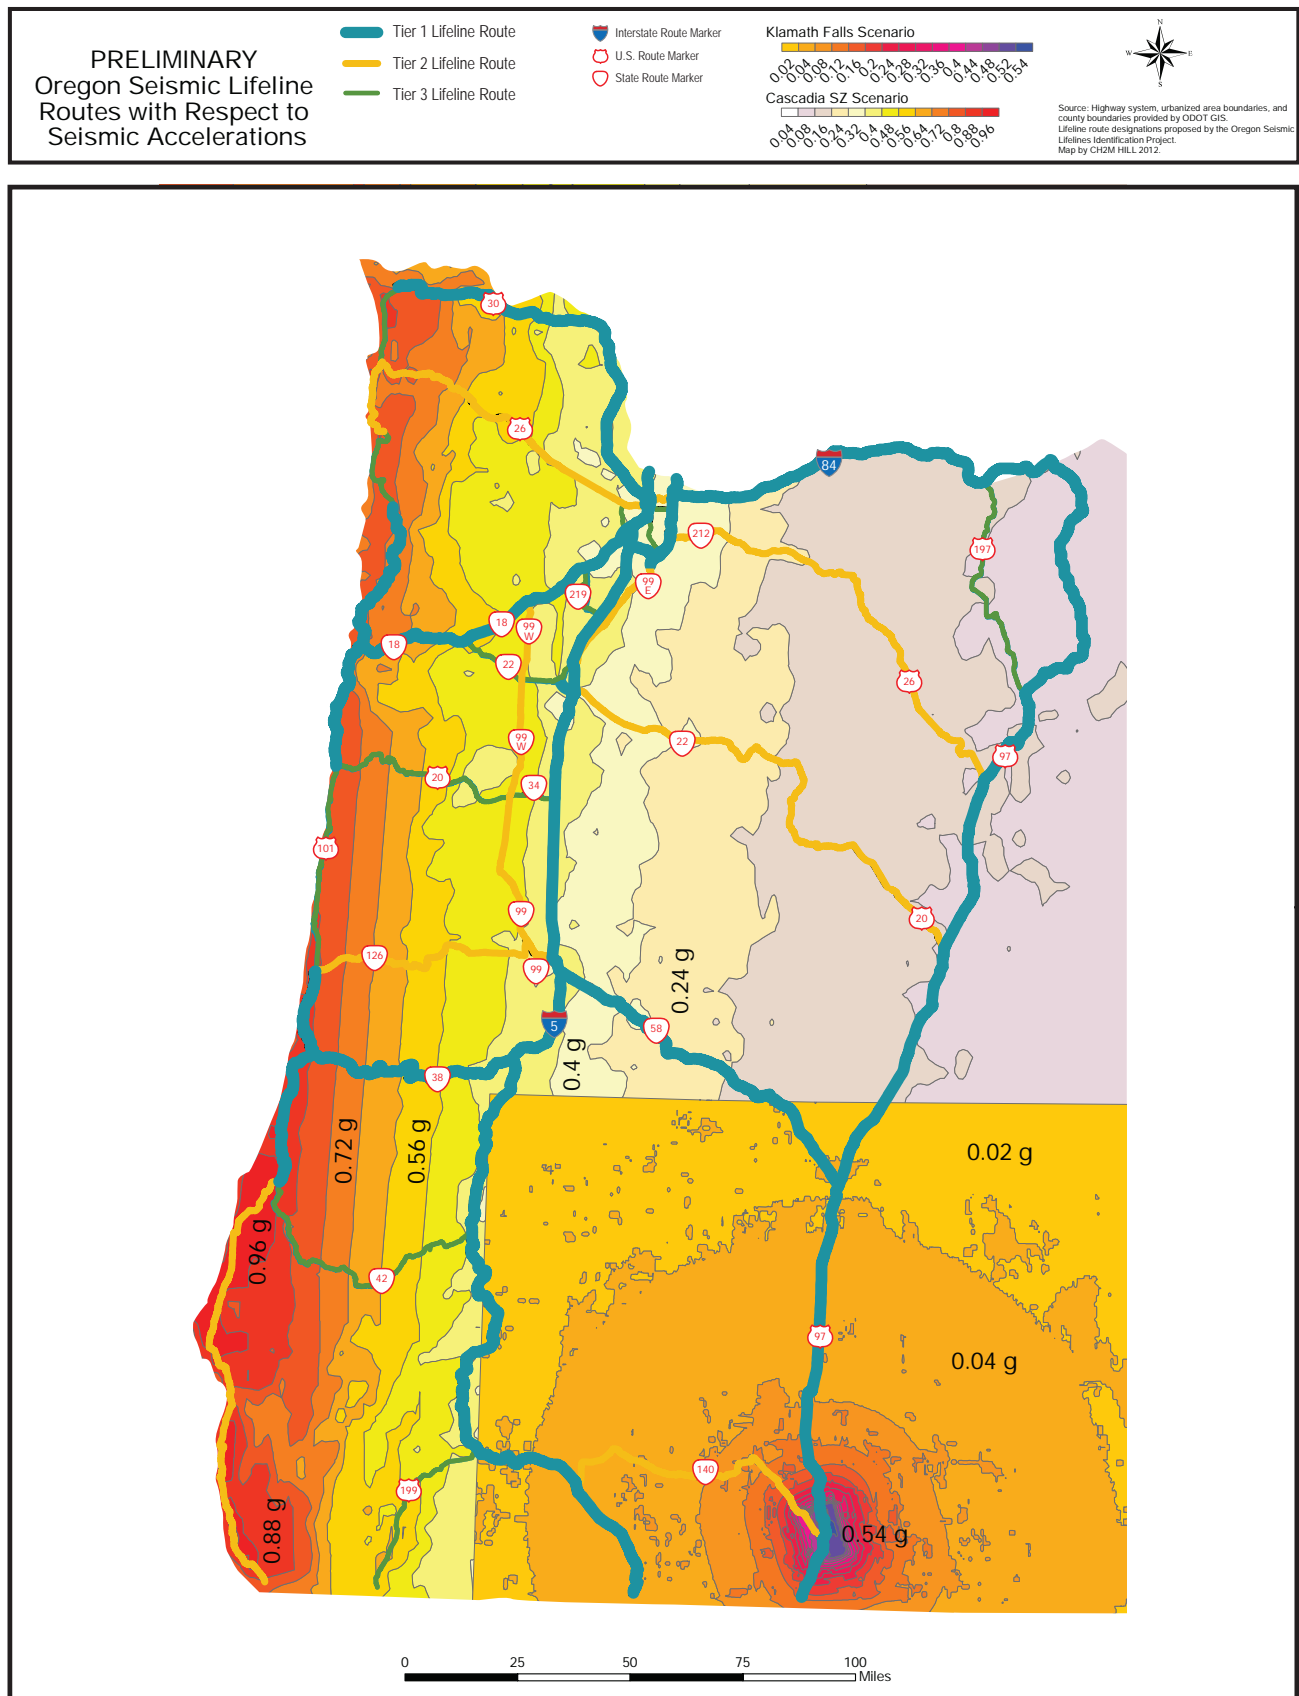 PRELIMINARY
Oregon Seismic Lifeline
Routes with Respect to
Seismic Accelerations
Tier 1 Lifeline Route
Tier 2 Lifeline Route
Tier 3 Lifeline Route
Interstate Route Marker
U.S. Route Marker
State Route Marker
Klamath Falls Scenario
0.02 0.04 0.08 0.12 0.16 0.2 0.24 0.28 0.32 0.36 0.4 0.44 0.48 0.52 0.54
Cascadia SZ Scenario
0.04 0.08 0.16 0.24 0.32 0.4 0.48 0.56 0.64 0.72 0.8 0.88 0.96
N
W E
S
Source: Highway system, urbanized area boundaries, and
county boundaries provided by ODOT GIS.
Lifeline route designations proposed by the Oregon Seismic
Lifelines Identification Project.
Map by CH2M HILL 2012.
30
26
84
212
197
99
E
219
18
99
W
18
22
26
99
W
22
97
20
34
101
99
20
126
99
0.24 g
5
58
0.4 g
38
0.72 g
0.56 g
0.02 g
0.96 g
42
97
0.04 g
140
199
0.88 g
0.54 g
0 25 50 75 100
Miles